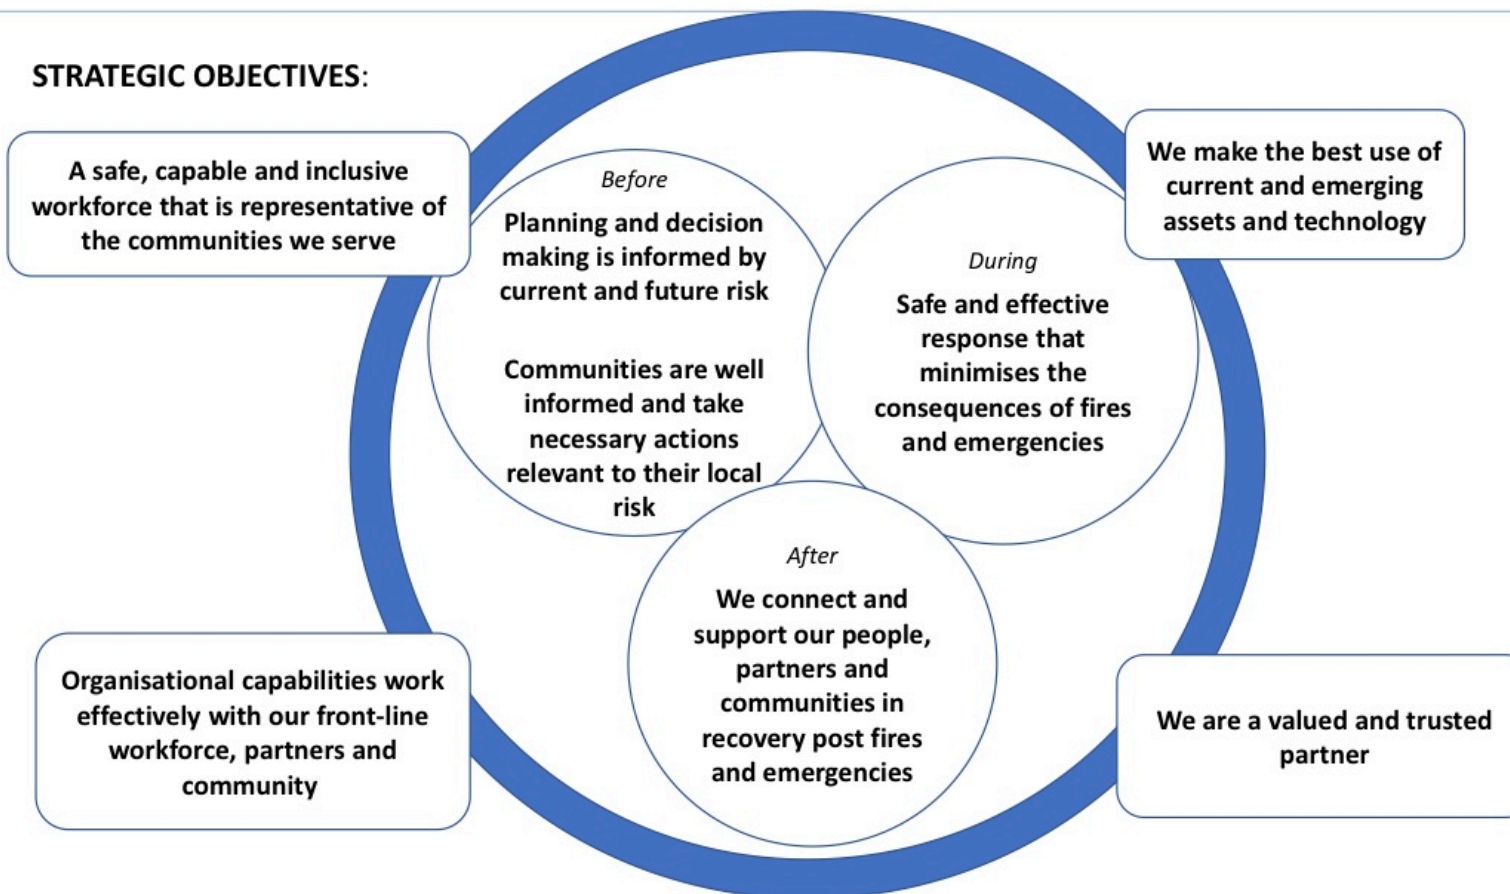 STRATEGIC OBJECTIVES:
A safe, capable and inclusive
workforce that is representative of
the communities we serve
Before
Planning and decision
making is informed by
current and future risk
Communities are well
informed and take
necessary actions
relevant to their local
risk
During
Safe and effective
response that
minimises the
consequences of fires
and emergencies
We make the best use of
current and emerging
assets and technology
After
We connect and
support our people,
partners and
communities in
recovery post fires
and emergencies
Organisational capabilities work
effectively with our front-line
workforce, partners and
community
We are a valued and trusted
partner